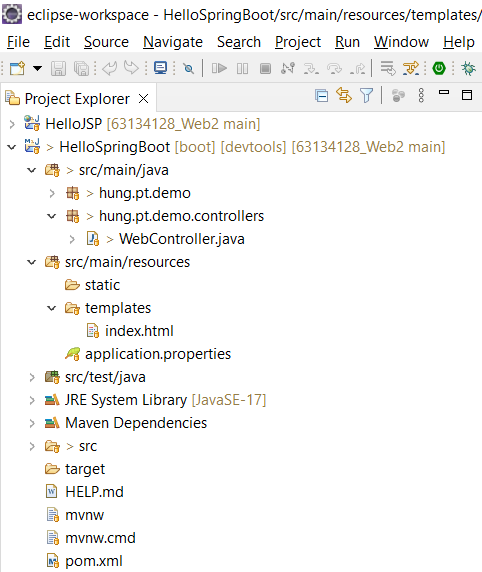 eclipse-workspace - HelloSpringBoot/src/main/resources/templates/
File Edit Source Refactor Navigate Search Project Run Window Help
Project Explorer
HelloJSP [63134128_Web2 main]
> HelloSpringBoot [boot] [devtools] [63134128_Web2 main]
> src/main/java
> hung.pt.demo
> hung.pt.demo.controllers
> WebController.java
src/main/resources
static
templates
index.html
application.properties
src/test/java
JRE System Library [JavaSE-17]
Maven Dependencies
> src
target
HELP.md
mvnw
mvnw.cmd
pom.xml